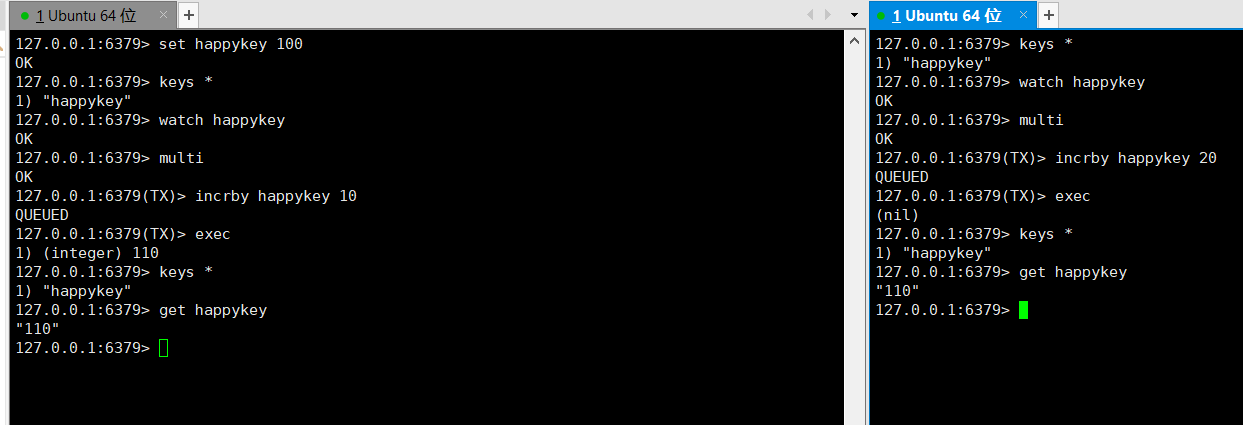 1 Ubuntu 64 位
127.0.0.1:6379> set happykey 100
OK
127.0.0.1:6379> keys *
1) "happykey"
127.0.0.1:6379> watch happykey
OK
127.0.0.1:6379> multi
OK
127.0.0.1:6379(TX)> incrby happykey 10
QUEUED
127.0.0.1:6379(TX)> exec
1) (integer) 110
127.0.0.1:6379> keys *
1) "happykey"
127.0.0.1:6379> get happykey
"110"
127.0.0.1:6379>
1 Ubuntu 64 位
127.0.0.1:6379> keys *
1) "happykey"
127.0.0.1:6379> watch happykey
OK
127.0.0.1:6379> multi
OK
127.0.0.1:6379(TX)> incrby happykey 20
QUEUED
127.0.0.1:6379(TX)> exec
(nil)
127.0.0.1:6379> keys *
1) "happykey"
127.0.0.1:6379> get happykey
"110"
127.0.0.1:6379>